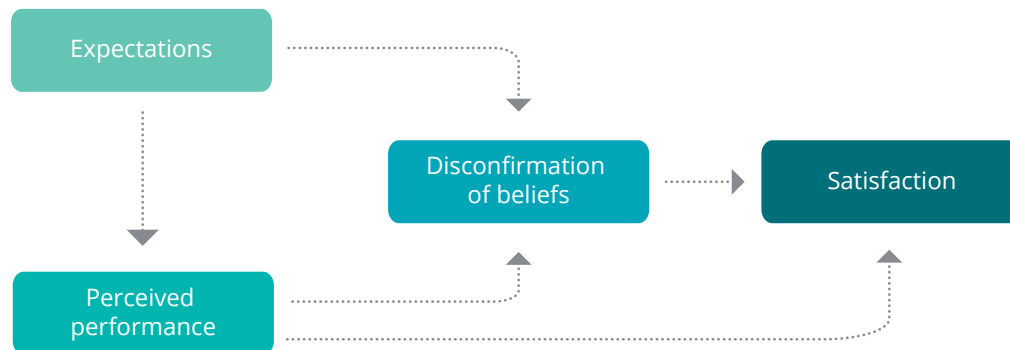 Expectations
Disconfirmation
of beliefs
Satisfaction
Perceived
performance